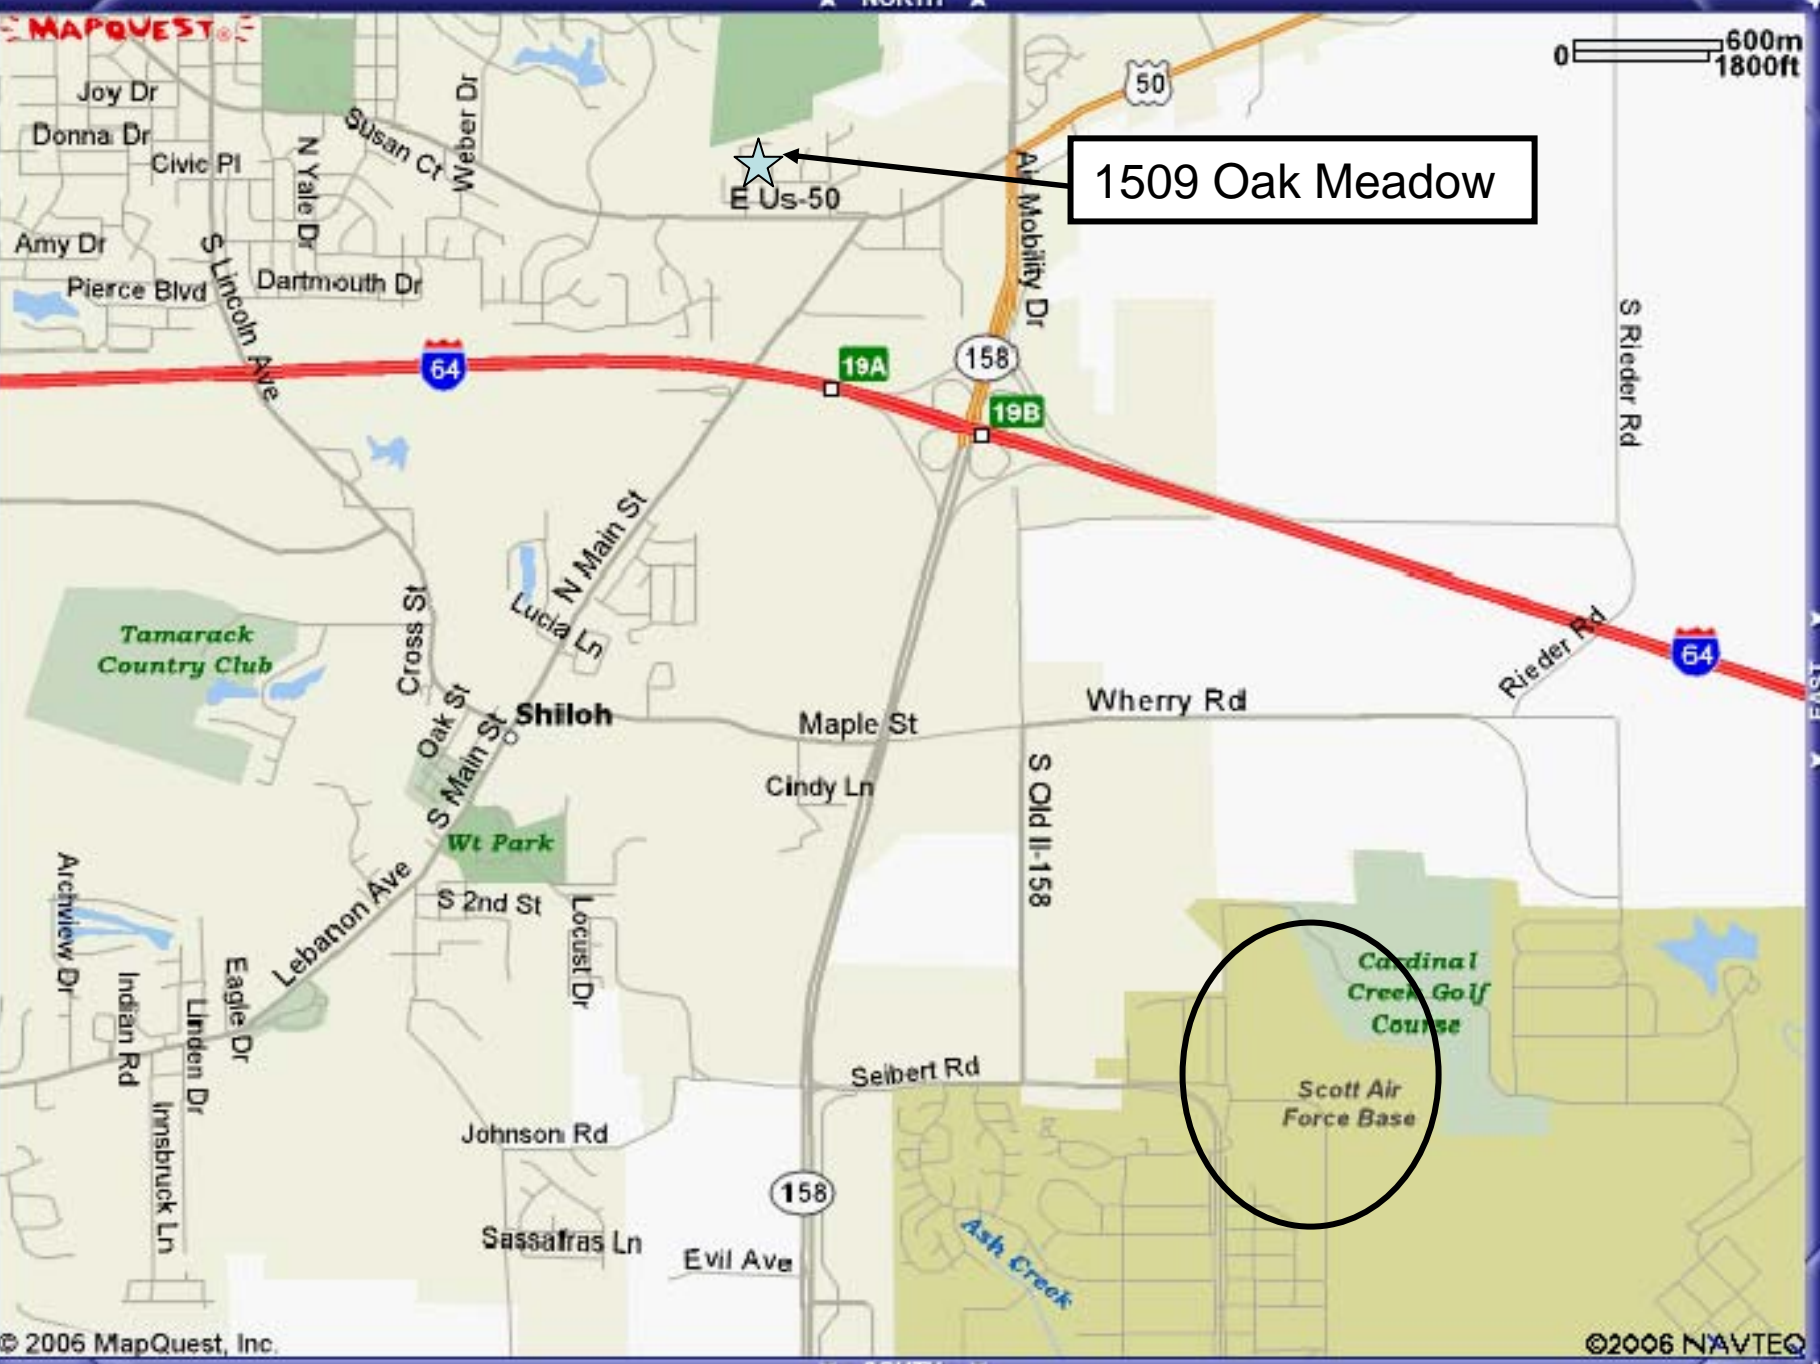 NORTH
MAPQUEST®
0
600m
1800ft
50
Joy Dr
Donna Dr
Civic Pl
N Yale Dr
Susan Ct
Weber Dr
1509 Oak Meadow
E Us-50
Air Mobility Dr
Amy Dr
Pierce Blvd
S Lincoln Ave
Dartmouth Dr
S Rieder Rd
64
19A
158
19B
N Main St
Lucia Ln
Cross St
Tamarack
Country Club
Rieder Rd
64
EAST
Oak St
S Main St
Shiloh
Maple St
Wherry Rd
Cindy Ln
S Old Il-158
Wt Park
Archview Dr
Lebanon Ave
S 2nd St
Locust Dr
Eagle Dr
Indian Rd
Linden Dr
Innsbruck Ln
Cardinal
Creek Golf
Course
Seibert Rd
Scott Air
Force Base
Johnson Rd
158
Sassafras Ln
Evil Ave
Ash Creek
© 2006 MapQuest, Inc.
©2006 NAVTEQ